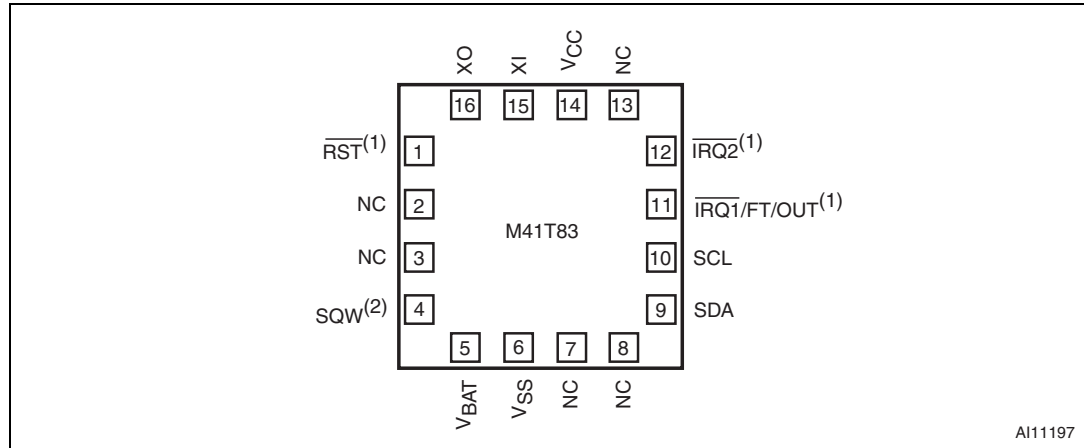 XO
XI
VCC
NC
16
15
14
13
RST(1)
1
12
IRQ2(1)
NC
2
11
IRQ1/FT/OUT(1)
M41T83
NC
3
10
SCL
SQW(2)
4
9
SDA
5
6
7
8
VBAT
VSS
NC
NC
AI11197